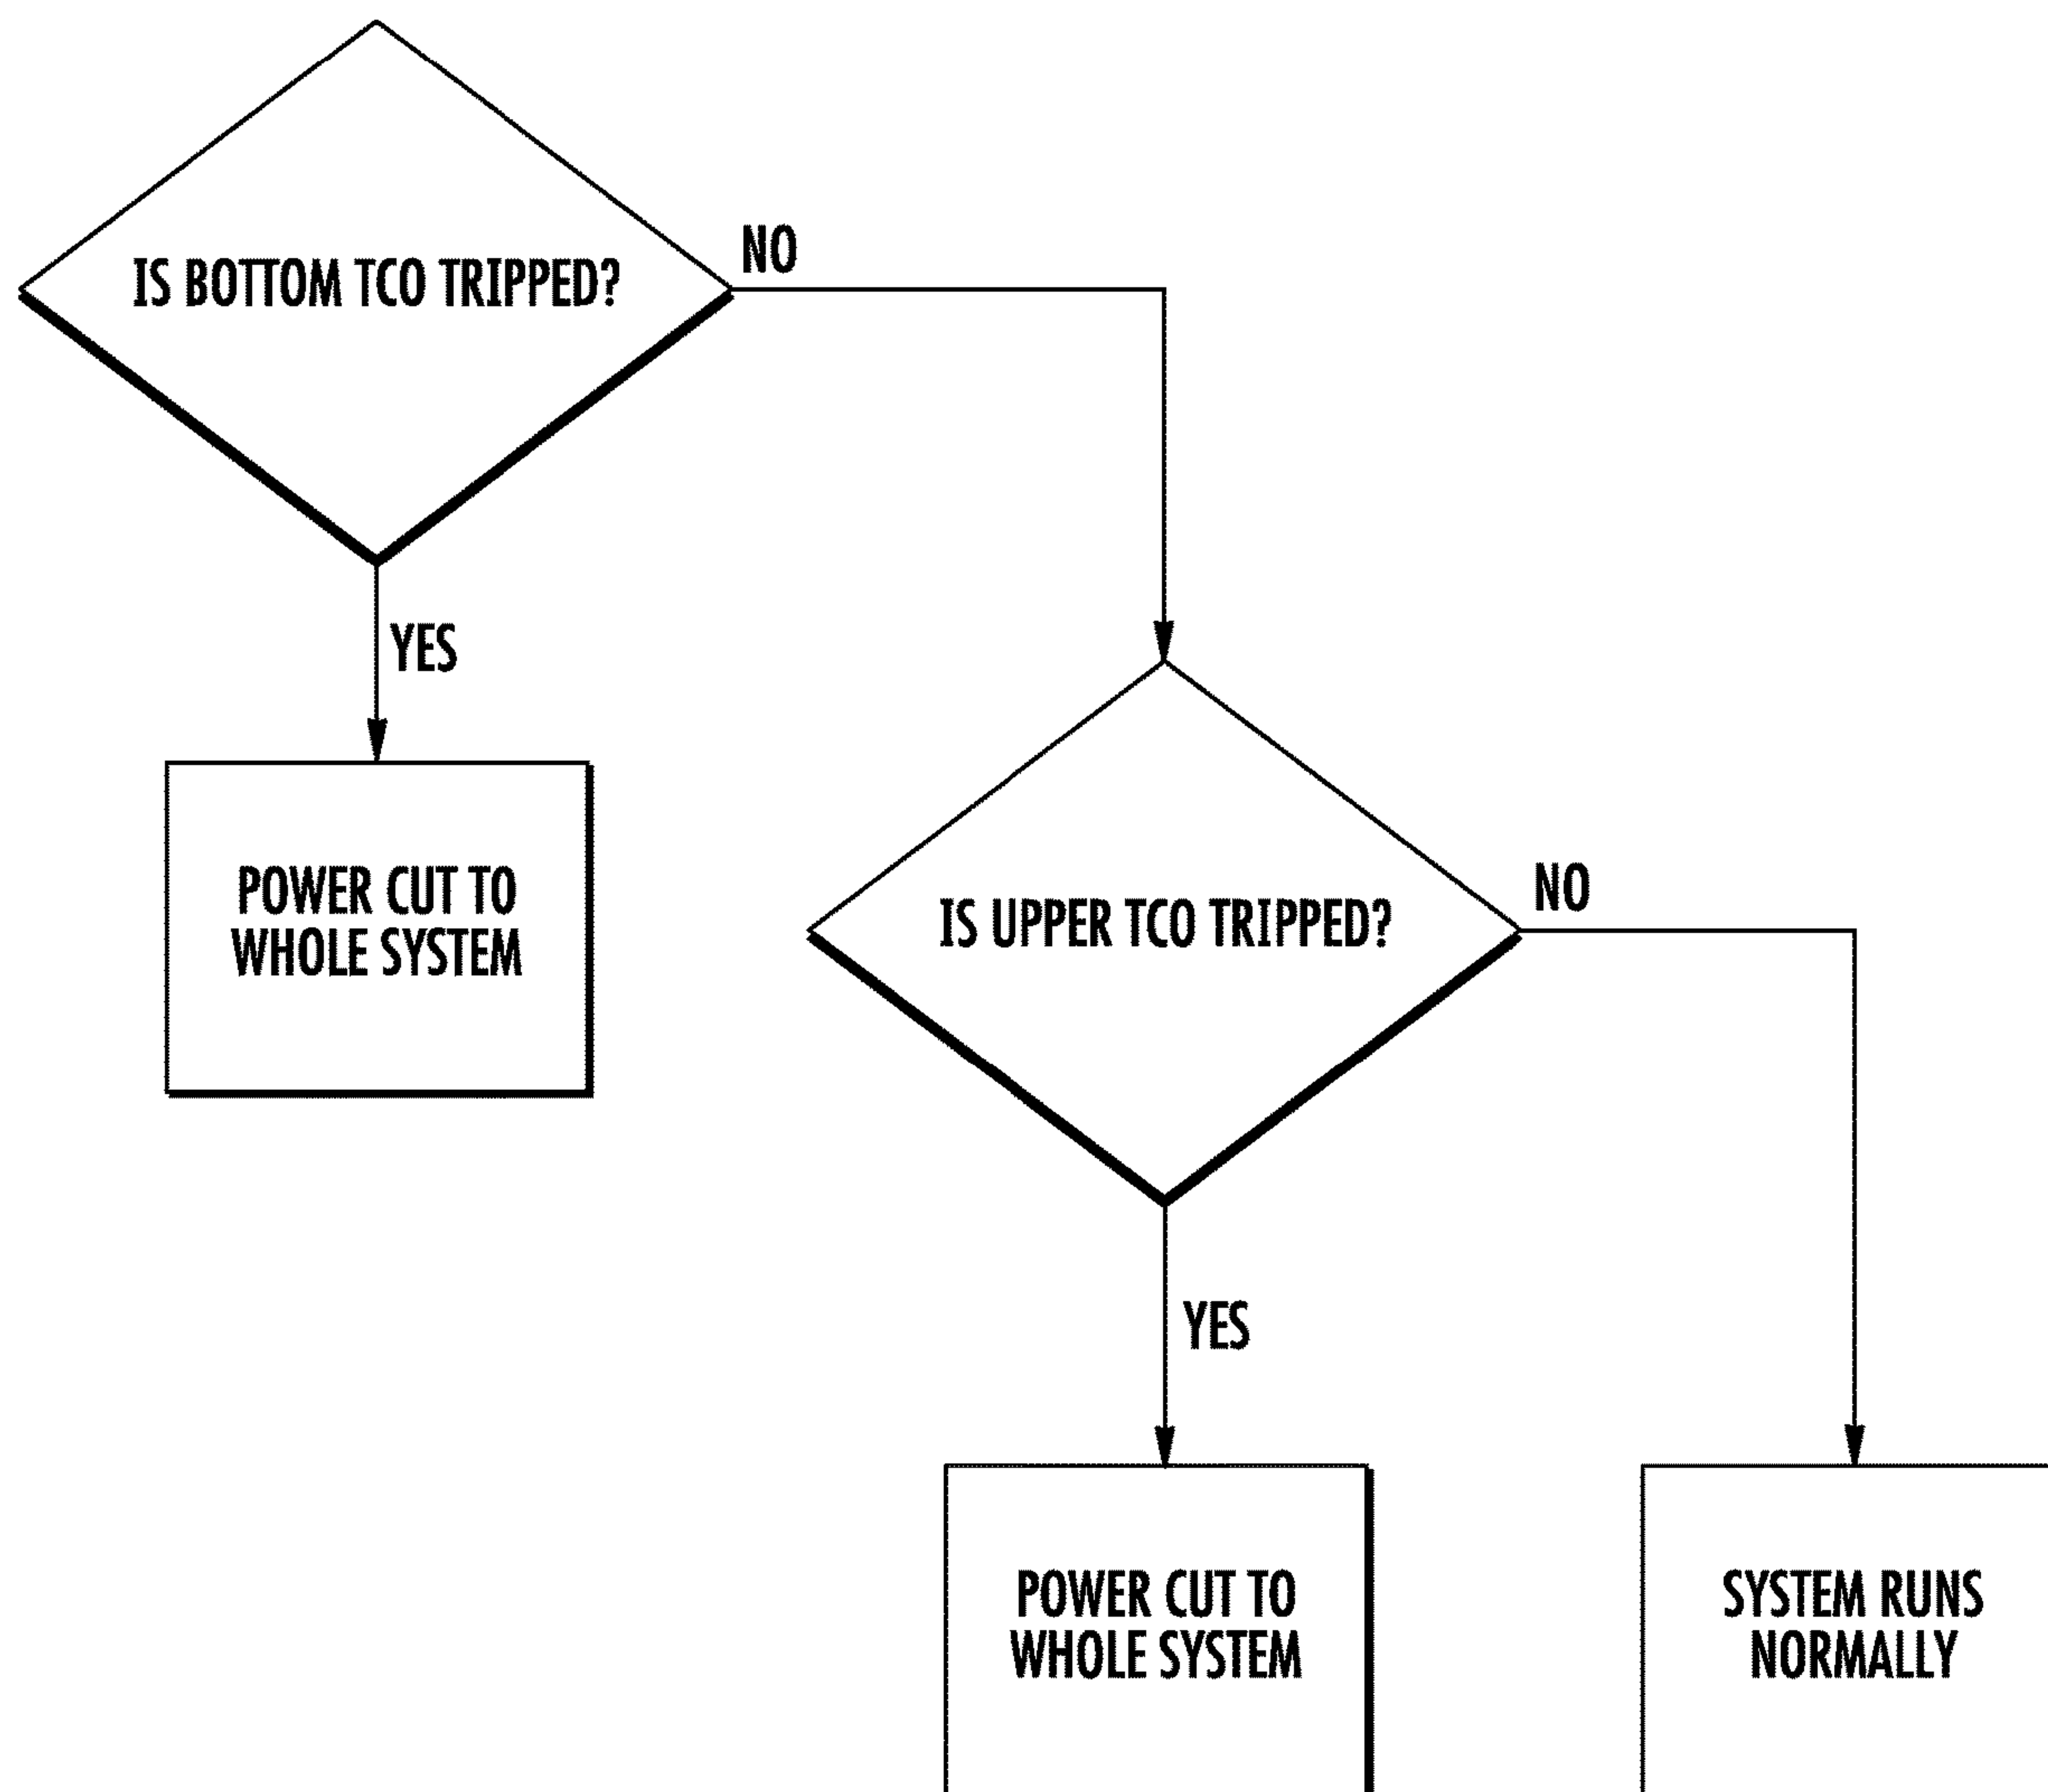 IS BOTTOM TCO TRIPPED?
NO
YES
POWER CUT TO
WHOLE SYSTEM
IS UPPER TCO TRIPPED?
NO
YES
POWER CUT TO
WHOLE SYSTEM
SYSTEM RUNS
NORMALLY